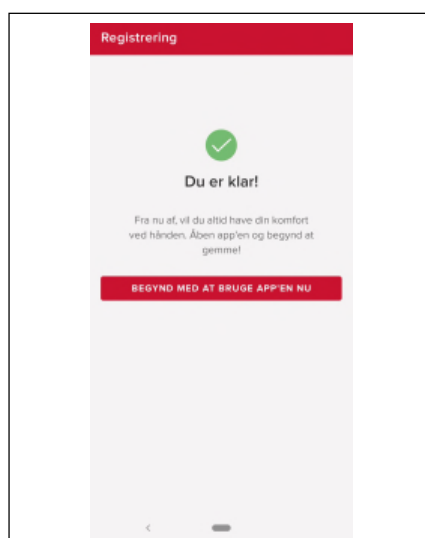 Registrering
Du er klar!
Fra nu af, vil du altid have din komfort
ved hånden. Åben app'en og begynd at
gemme!
BEGYND MED AT BRUGE APP'EN NU